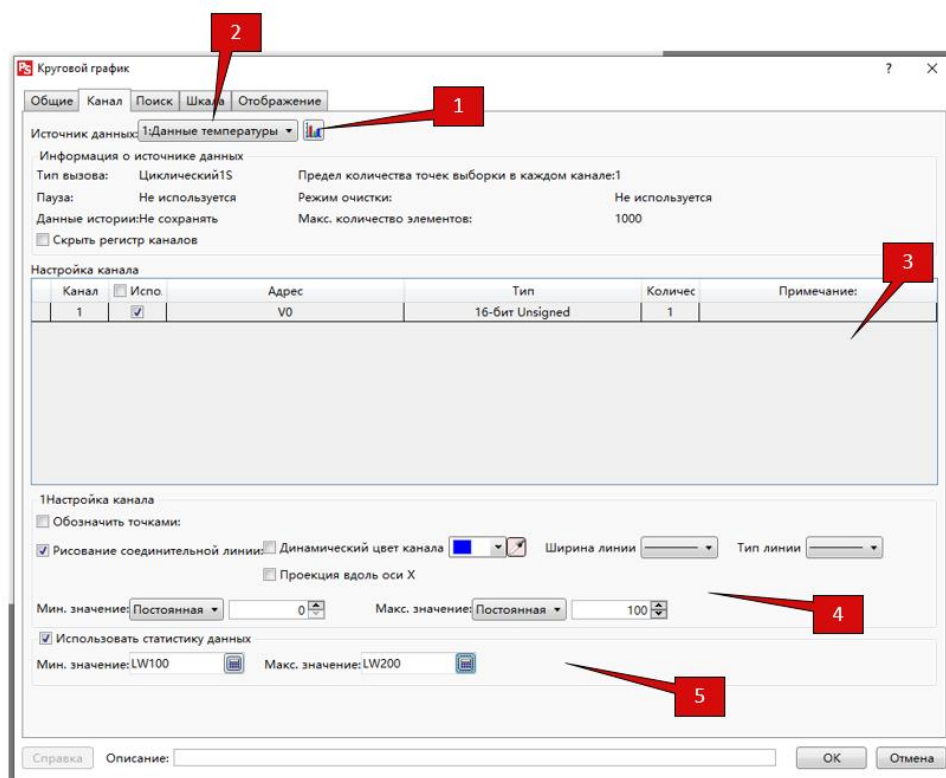 2
PS Круговой график ?
Общие Канал Поиск Шкала Отображение
1
Источник данных: 1:Данные температуры
Информация о источнике данных
Тип вызова: Циклический1S Предел количества точек выборки в каждом канале:1
Пауза: Не используется Режим очистки: Не используется
Данные истории:Не сохранять Макс. количество элементов: 1000
Скрыть регистр каналов
3
Настройка канала
Канал Испо. Адрес Тип Количес Примечание:
1 V0 16-бит Unsigned 1
1Настройка канала
Обозначить точками:
Рисование соединительной линии: Динамический цвет канала Ширина линии Тип линии
Проекция вдоль оси X
Мин. значение: Постоянная 0 Макс. значение: Постоянная 100
4
Использовать статистику данных
Мин. значение: LW100 Макс. значение: LW200
5
Справка Описание: OK Отмена